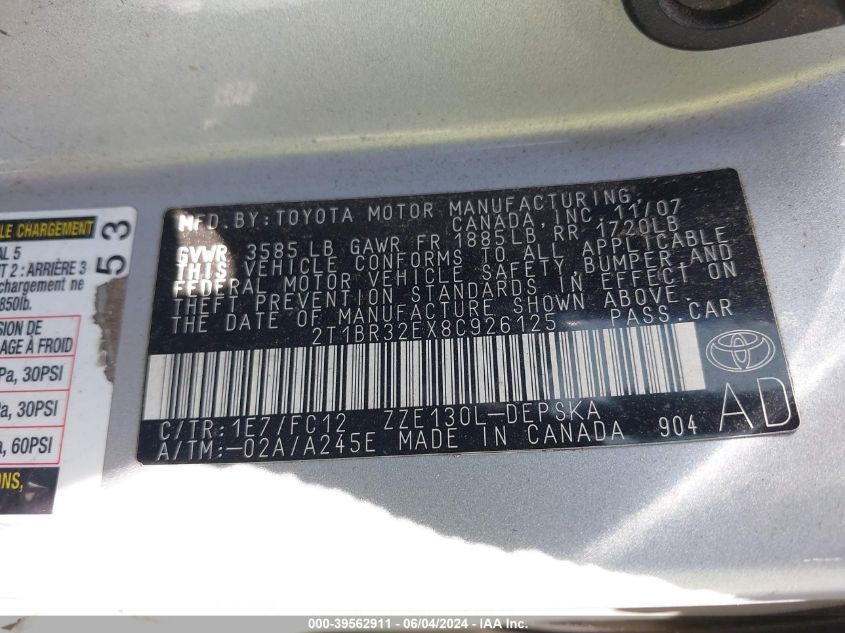 LE CHARGEMENT
AL 5
T 2 : ARRIÈRE 3
chargement ne
850lb.
5 3
SION DE
AGE À FROID
Pa, 30PSI
a, 30PSI
a, 60PSI
ONS,
MFD. BY: TOYOTA MOTOR MANUFACTURING,
CANADA, INC. 11/07
GVWR 3585 LB GAWR FR 1885LB, RR 1720LB
THIS VEHICLE CONFORMS TO ALL APPLICABLE
FEDERAL MOTOR VEHICLE SAFETY, BUMPER AND
THEFT PREVENTION STANDARDS IN EFFECT ON
THE DATE OF MANUFACTURE SHOWN ABOVE.
2T1BR32EX8C926125 PASS. CAR
C/TR: 1E7/FC12 ZZE130L-DEPSKA
A/TM: -02A/A245E MADE IN CANADA 904
AD
000-39562911 - 06/04/2024 - IAA Inc.